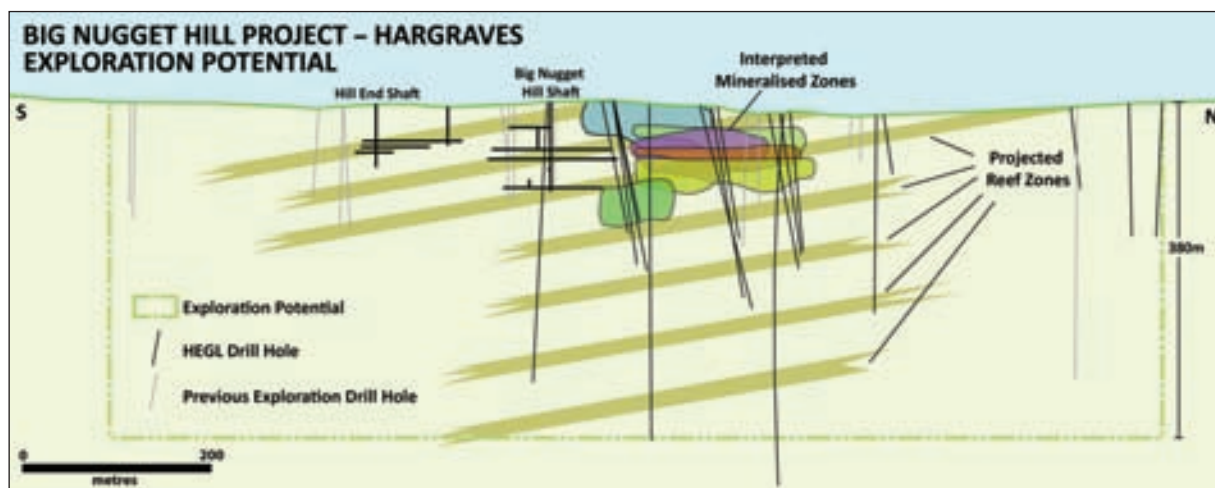 BIG NUGGET HILL PROJECT – HARGRAVES
EXPLORATION POTENTIAL
Interpreted
Mineralised Zones
Big Nugget
Hill Shaft
Hill End Shaft
S
N
Projected
Reef Zones
380m
Exploration Potential
HEGL Drill Hole
Previous Exploration Drill Hole
0
200
metres